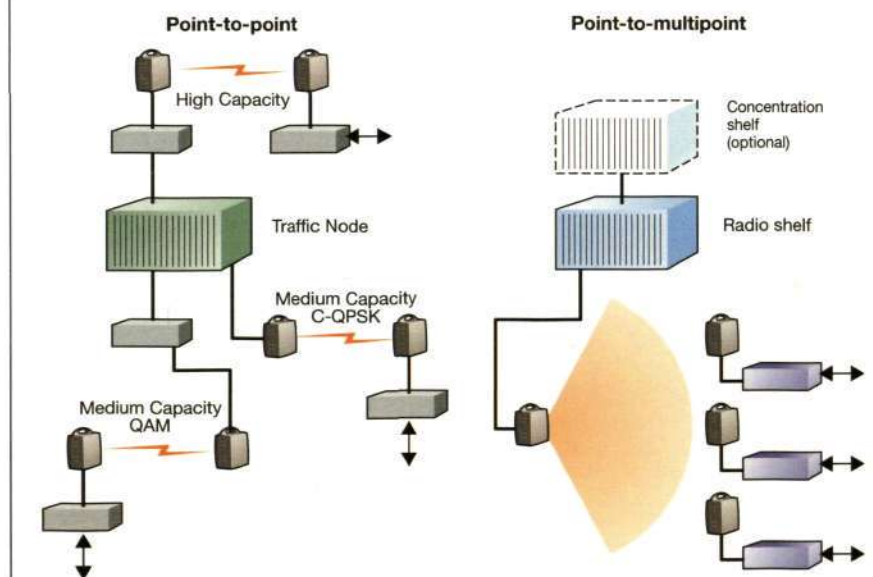 Point-to-point
High Capacity
Traffic Node
Medium Capacity
C-QPSK
Medium Capacity
QAM
Point-to-multipoint
Concentration
shelf
(optional)
Radio shelf